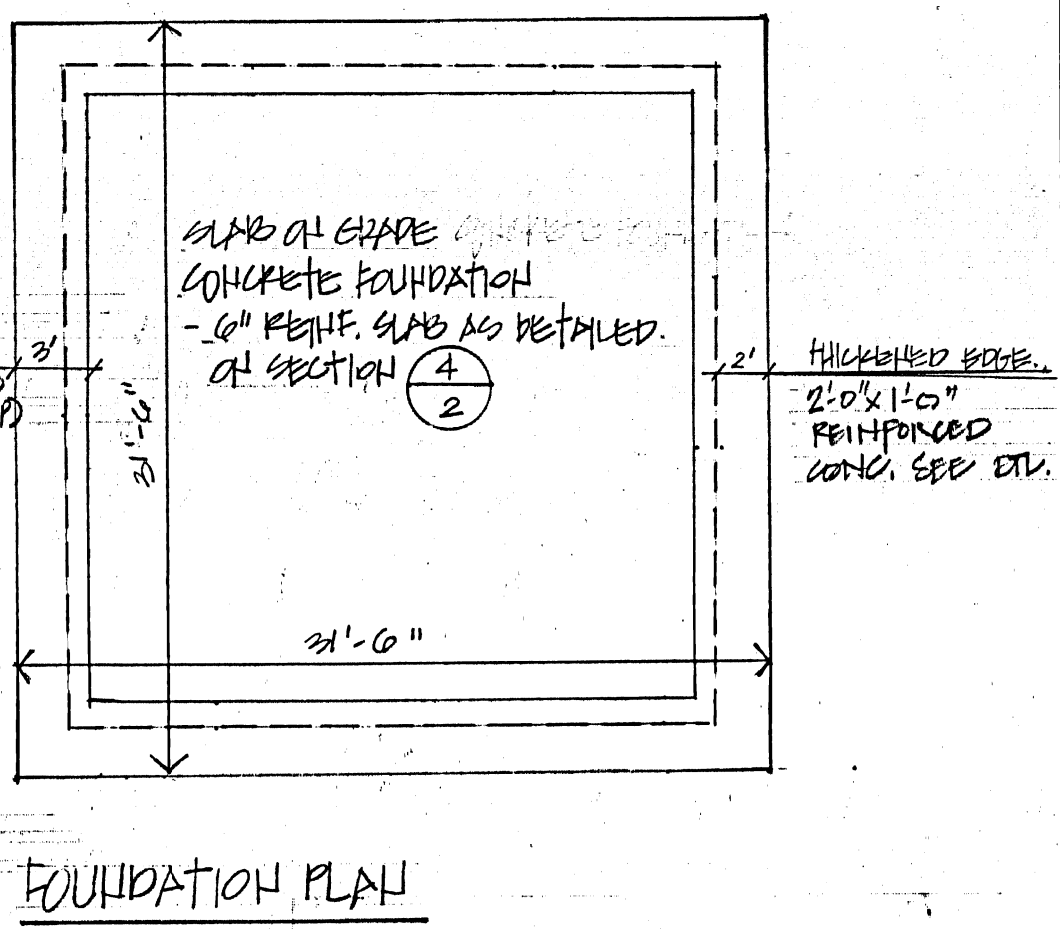 SLAB ON GRADE
CONCRETE FOUNDATION
- 6" REINF. SLAB AS DETAILED.
ON SECTION 4
2
3'
31'-6"
2'
THICKENED EDGE.
2'-0" x 1'-0"
REINFORCED
CONC. SEE DTL.
31'-6"
FOUNDATION PLAN